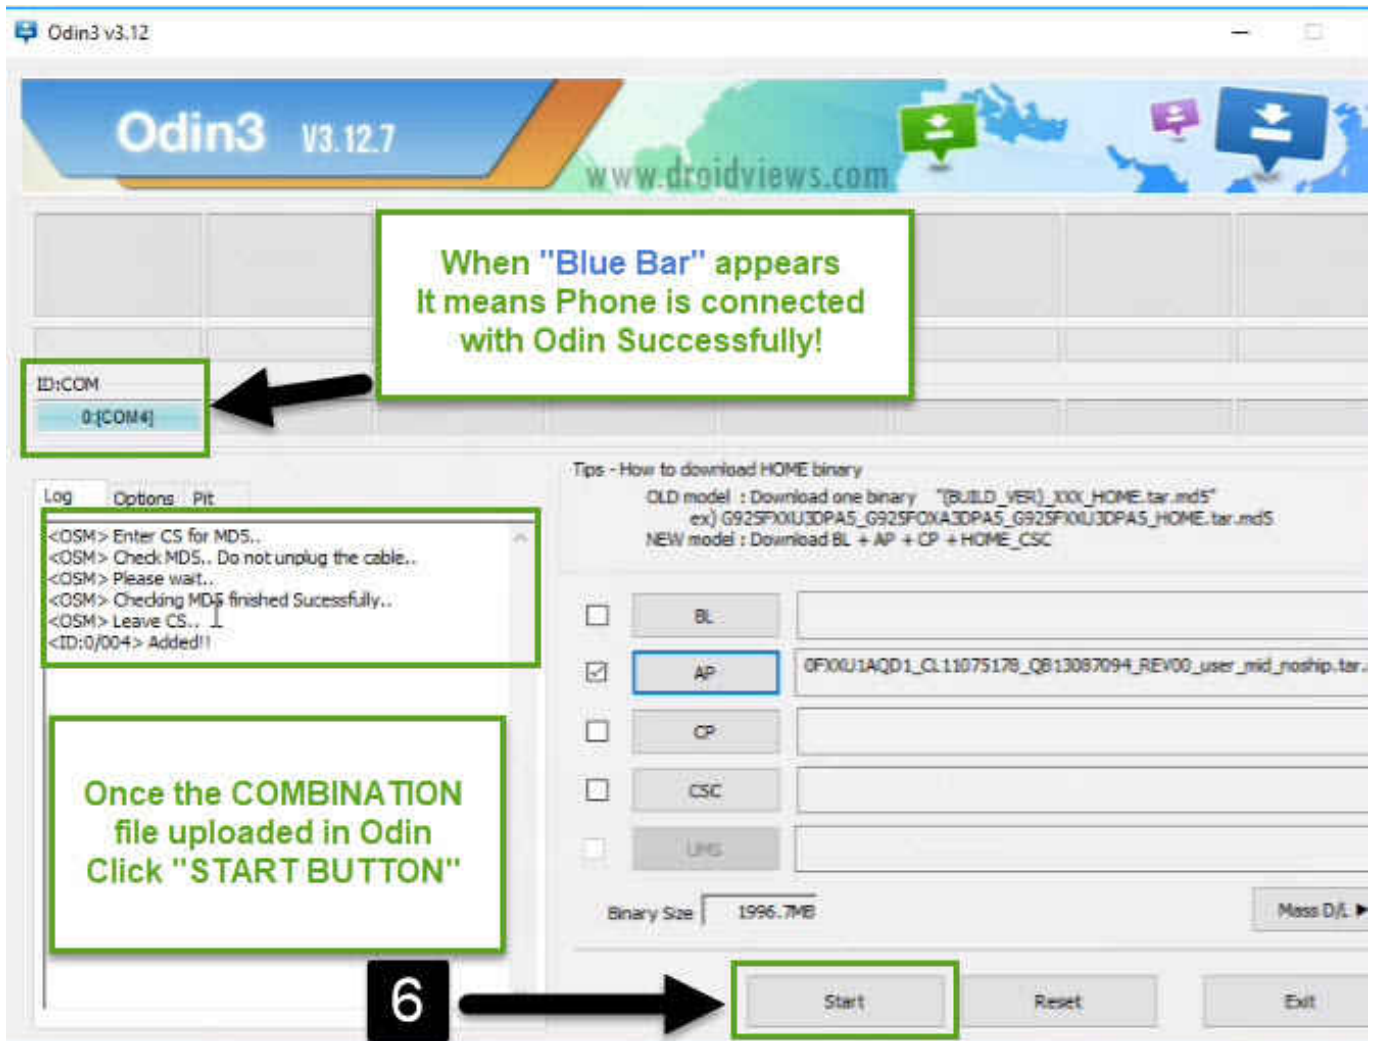 Odin3 v3.12
Odin3 V3.12.7
www.droidviews.com
When "Blue Bar" appears
It means Phone is connected
with Odin Successfully!
ID:COM
0:[COM4]
Log Options Pit
<OSM> Enter CS for MD5..
<OSM> Check MD5.. Do not unplug the cable..
<OSM> Please wait..
<OSM> Checking MD5 finished Sucessfully..
<OSM> Leave CS..
<ID:0/004> Added!!
Tips - How to download HOME binary
OLD model : Download one binary "(BUILD_VER)_XXX_HOME.tar.md5"
ex) G925FXXU3DPA5_G925FOXA3DPA5_G925FXXU3DPA5_HOME.tar.md5
NEW model : Download BL + AP + CP + HOME_CSC
BL
AP 0FXXU1AQD1_CL11075178_QB13087094_REV00_user_mid_noship.tar.
CP
CSC
UMS
Once the COMBINATION
file uploaded in Odin
Click "START BUTTON"
Binary Size 1996.7MB
Mass D/L
6
Start Reset Exit